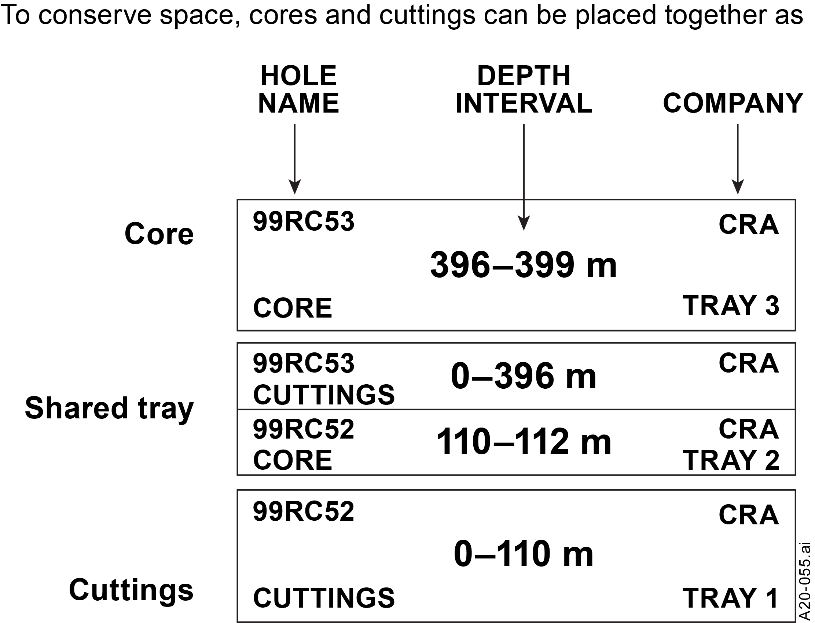 To conserve space, cores and cuttings can be placed together as
HOLE NAME
DEPTH INTERVAL
COMPANY
Core
99RC53
CRA
396–399 m
CORE
TRAY 3
Shared tray
99RC53
CUTTINGS
0–396 m
CRA
99RC52
CORE
110–112 m
CRA
TRAY 2
Cuttings
99RC52
CRA
0–110 m
CUTTINGS
TRAY 1
A20-055.ai